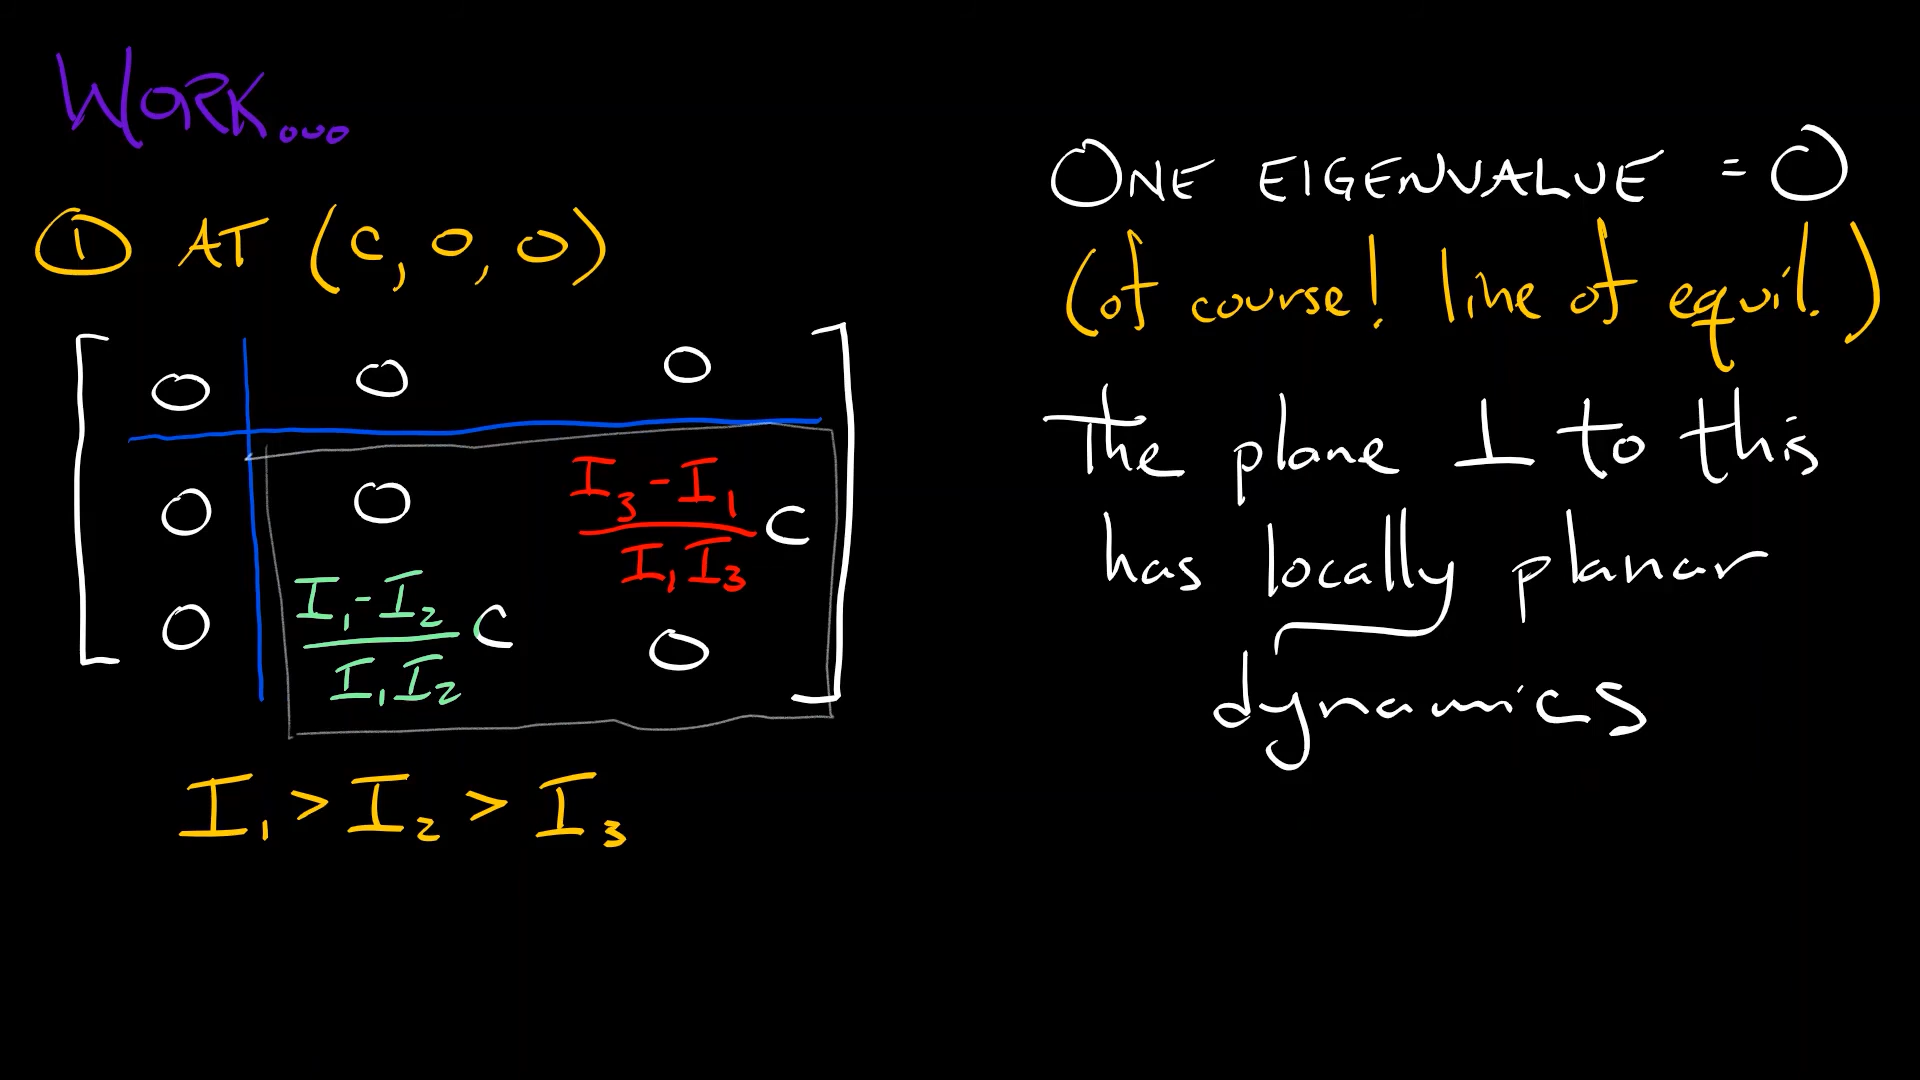 WORK...
① AT (C, 0, 0)
0 0 0
0 0 I₃-I₁/I₁I₃ C
0 I₁-I₂/I₁I₂ C 0
I₁ > I₂ > I₃
ONE EIGENVALUE = 0
(of course! line of equil.)
The plane ⊥ to this
has locally planar
dynamics